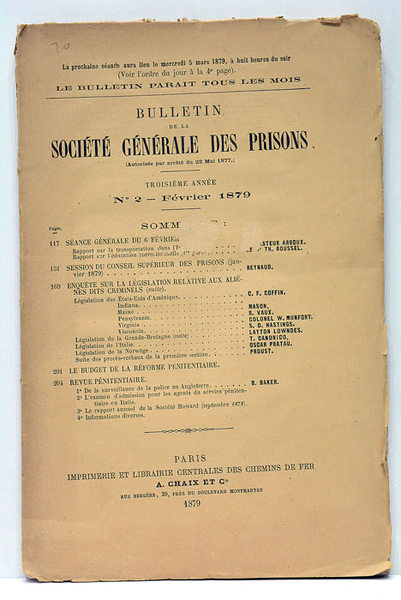 70
La prochaine séance aura lieu le mercredi 5 mars 1879, à huit heures du soir
(Voir l'ordre du jour à la 4e page).
LE BULLETIN PARAIT TOUS LES MOIS
BULLETIN
DE LA
SOCIÉTÉ GÉNÉRALE DES PRISONS
(Autorisée par arrêté du 22 Mai 1877.)
TROISIÈME ANNÉE
No 2 — Février 1879
SOMM :
Pages.
117 SÉANCE GÉNÉRALE DU 6 FÉVRIER
Rapport sur la transportation dans l' STEUR ARBOUX.
Rapport sur l'éducation correctionnelle TH. ROUSSEL.
151 SESSION DU CONSEIL SUPÉRIEUR DES PRISONS (janvier 1879) REYNAUD.
169 ENQUÊTE SUR LA LÉGISLATION RELATIVE AUX ALIÉNÉS DITS CRIMINELS (suite).
Législation des États-Unis d'Amérique. C. F. COFFIN.
Indiana. MASON.
Maine R. VAUX.
Pensylvanie. COLONEL W. MUNFORT.
Virginia S. D. HASTINGS.
Visconsin. LAYTON LOWNDES.
Législation de la Grande-Bretagne (suite) T. CANONICO.
Législation de l'Italie. OSCAR PRATAU.
Législation de la Norwège PROUST.
Suite des procès-verbaux de la première section.
201 LE BUDGET DE LA RÉFORME PÉNITENTIAIRE.
204 REVUE PÉNITENTIAIRE.
1° De la surveillance de la police en Angleterre. B. BAKER.
2° L'examen d'admission pour les agents du service pénitentiaire en Italie.
3° Le rapport annuel de la Société Howard (septembre 1878).
4° Informations diverses.
PARIS
IMPRIMERIE ET LIBRAIRIE CENTRALES DES CHEMINS DE FER
A. CHAIX ET Cie
RUE BERGÈRE, 20, PRÈS DU BOULEVARD MONTMARTRE
1879